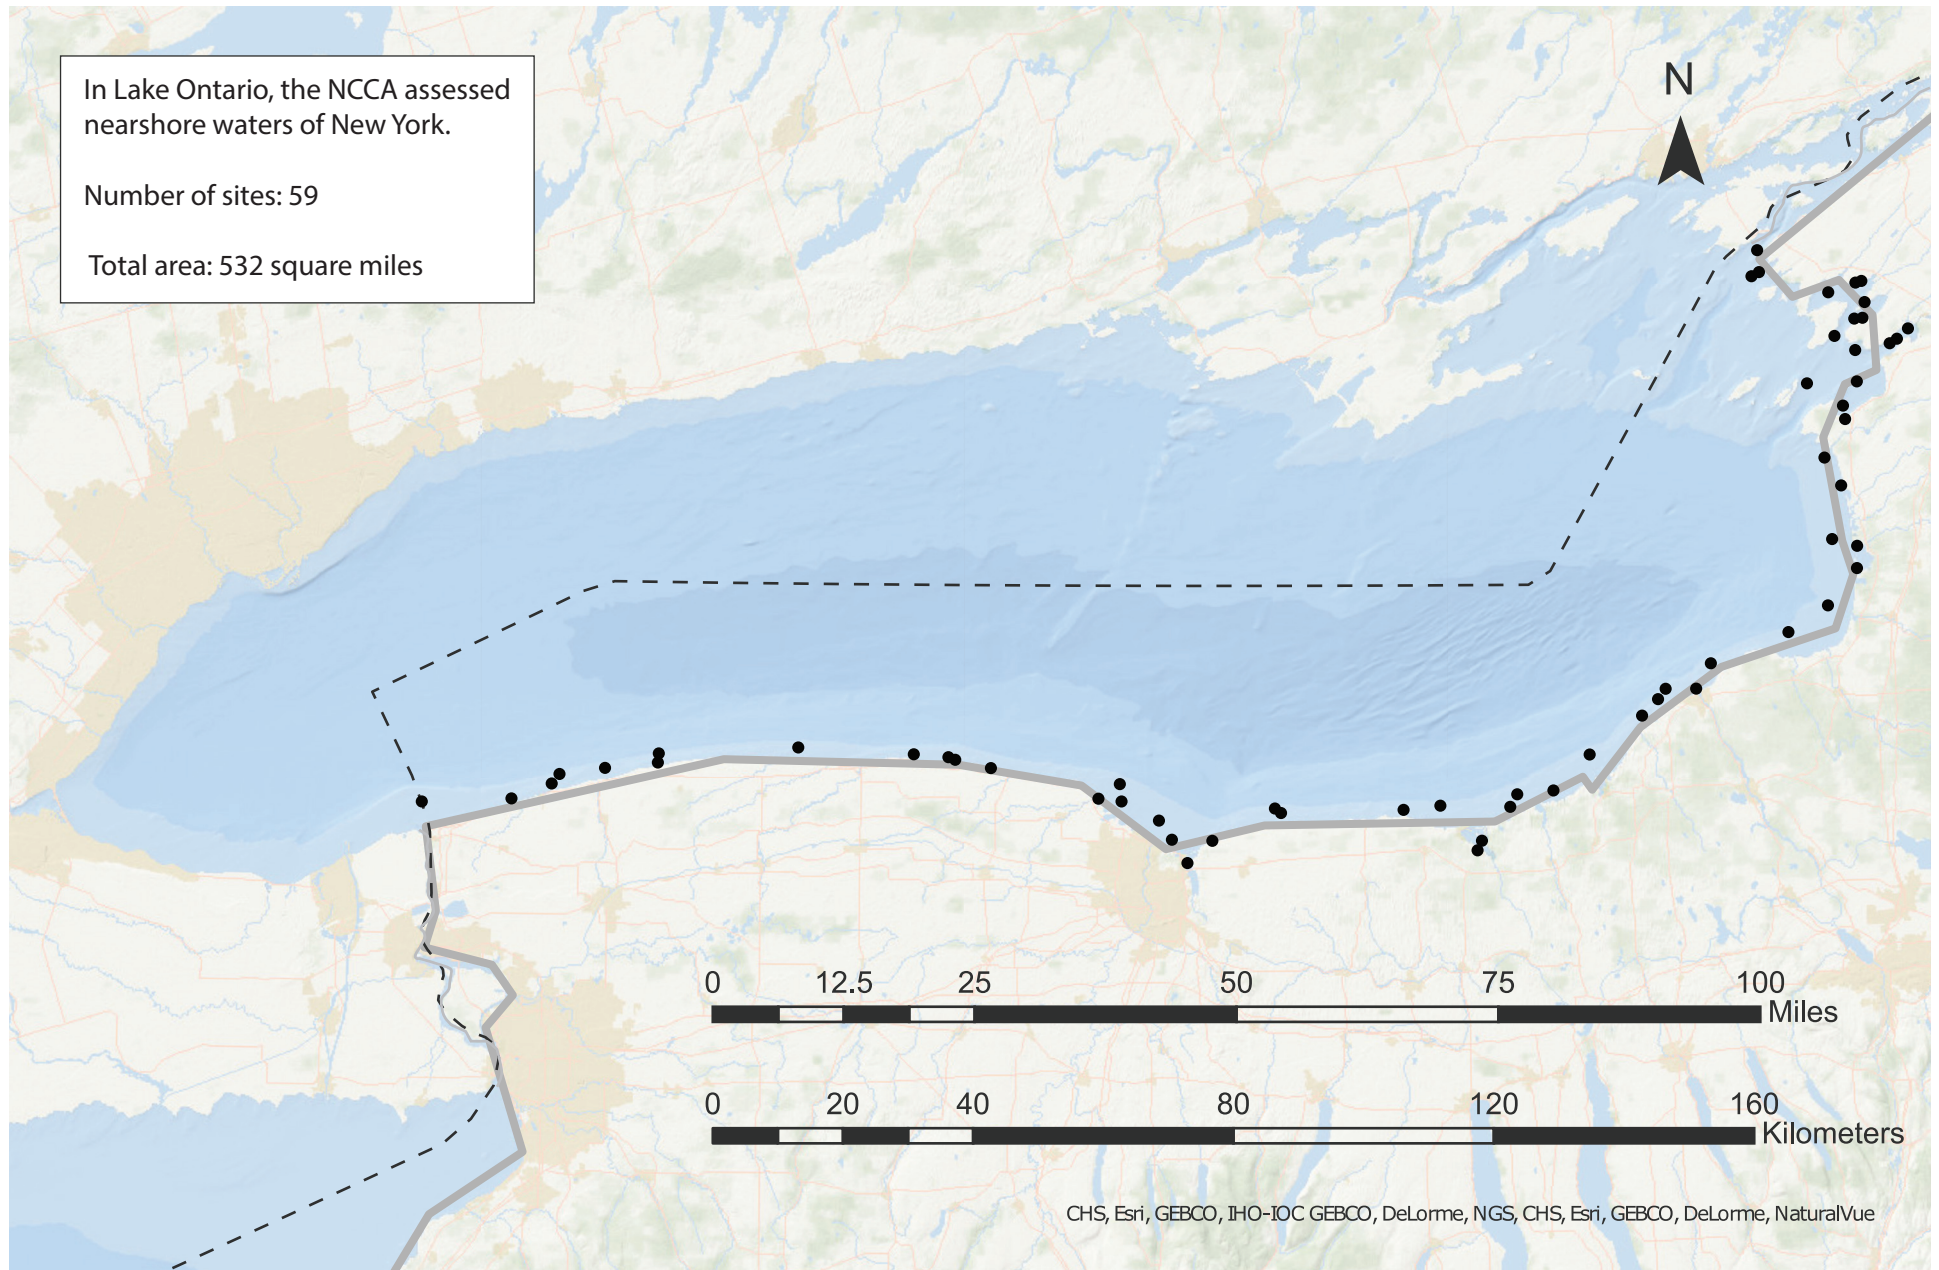 In Lake Ontario, the NCCA assessed
nearshore waters of New York.
Number of sites: 59
Total area: 532 square miles
N
0 12.5 25 50 75 100
Miles
0 20 40 80 120 160
Kilometers
CHS, Esri, GEBCO, IHO-IOC GEBCO, DeLorme, NGS, CHS, Esri, GEBCO, DeLorme, NaturalVue